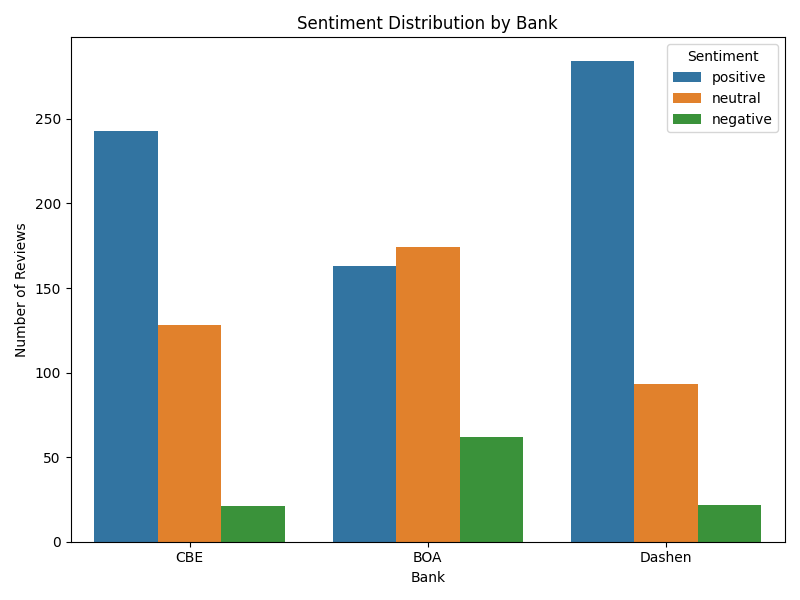 Sentiment Distribution by Bank
Sentiment
positive
neutral
negative
Number of Reviews
250
200
150
100
50
0
CBE
BOA
Dashen
Bank